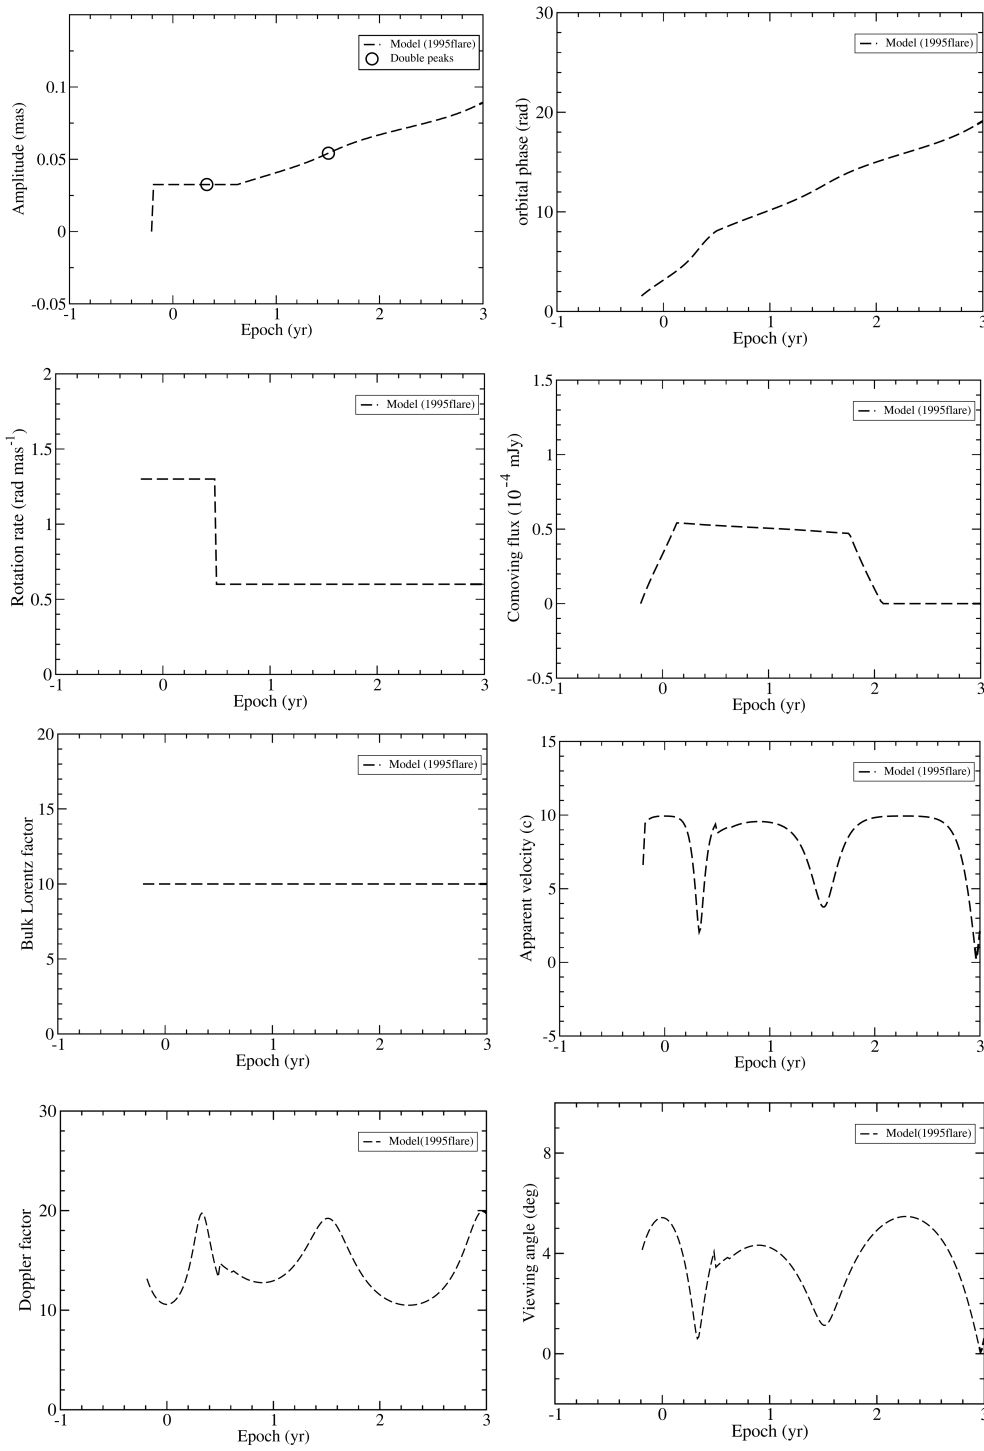 Amplitude (mas)
0.1
0.05
0
-0.05
Model (1995flare)
Double peaks
-1 0 1 2 3
Epoch (yr)
orbital phase (rad)
30
20
10
0
Model (1995flare)
-1 0 1 2 3
Epoch (yr)
Rotation rate (rad mas⁻¹)
2
1.5
1
0.5
0
Model (1995flare)
-1 0 1 2 3
Epoch (yr)
Comoving flux (10⁻⁴ mJy)
1.5
1
0.5
0
-0.5
Model (1995flare)
-1 0 1 2 3
Epoch (yr)
Bulk Lorentz factor
20
15
10
5
0
Model (1995flare)
-1 0 1 2 3
Epoch (yr)
Apparent velocity (c)
15
10
5
0
-5
Model (1995flare)
-1 0 1 2 3
Epoch (yr)
Doppler factor
30
20
10
0
Model(1995flare)
-1 0 1 2 3
Epoch (yr)
Viewing angle (deg)
8
4
0
Model(1995flare)
-1 0 1 2 3
Epoch (yr)